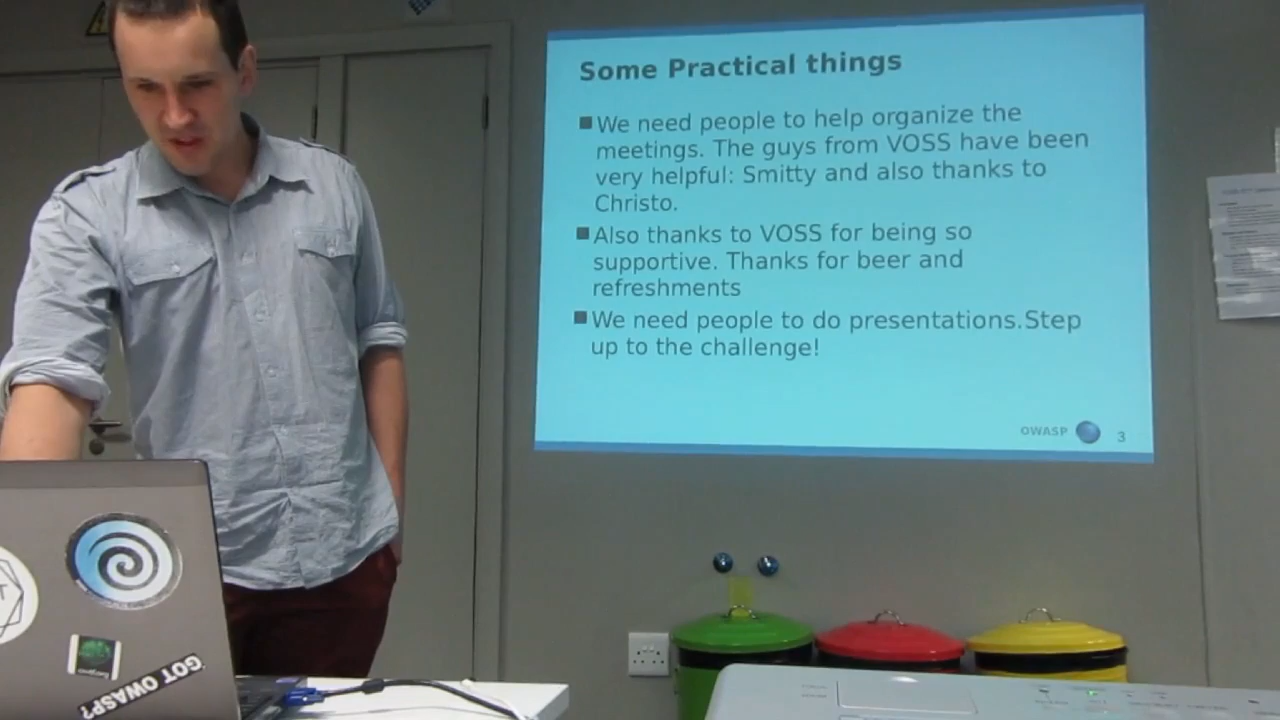 Some Practical things
We need people to help organize the
meetings. The guys from VOSS have been
very helpful: Smitty and also thanks to
Christo.
Also thanks to VOSS for being so
supportive. Thanks for beer and
refreshments
We need people to do presentations.Step
up to the challenge!
OWASP 3
GOT OWASP?